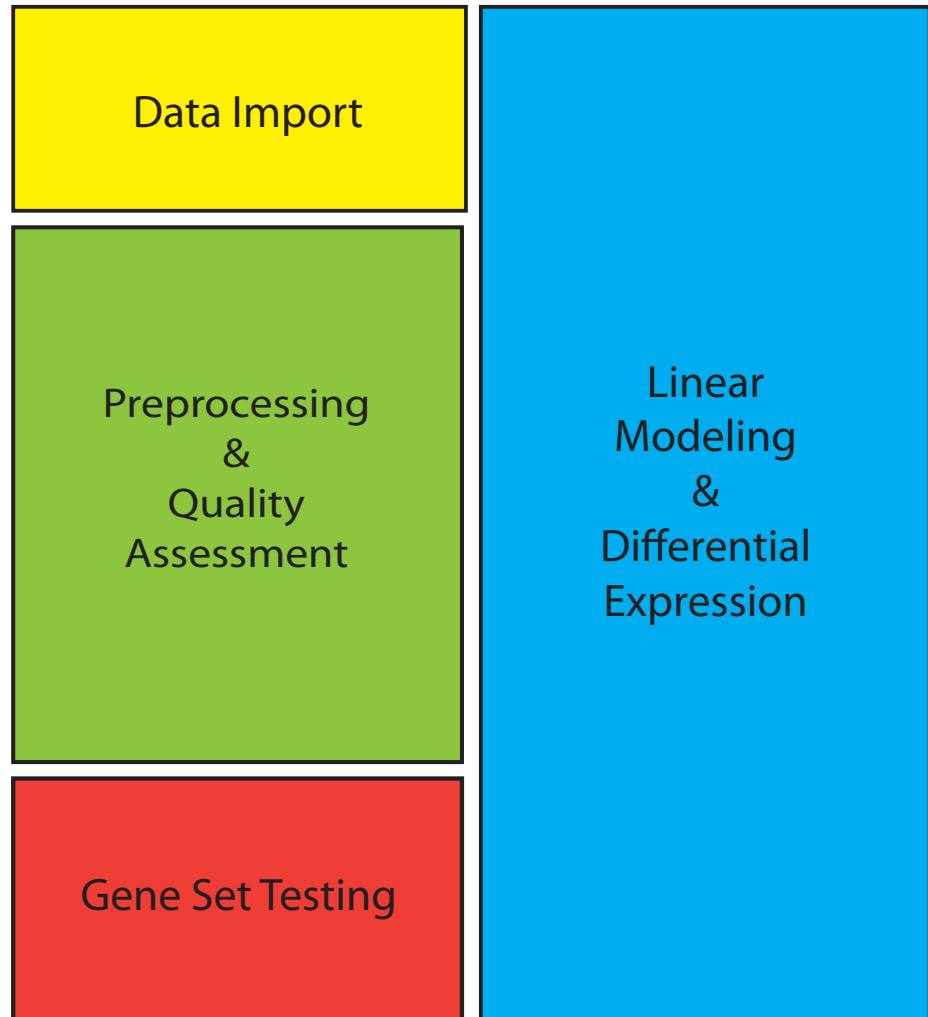 Data Import
Preprocessing
&
Quality
Assessment
Gene Set Testing
Linear
Modeling
&
Differential
Expression